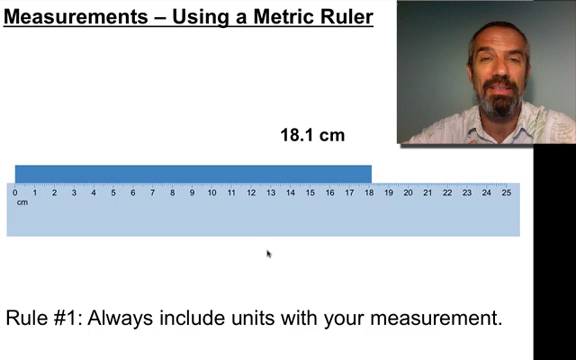 Measurements – Using a Metric Ruler
18.1 cm
0 1 2 3 4 5 6 7 8 9 10 11 12 13 14 15 16 17 18 19 20 21 22 23 24 25
cm
Rule #1: Always include units with your measurement.